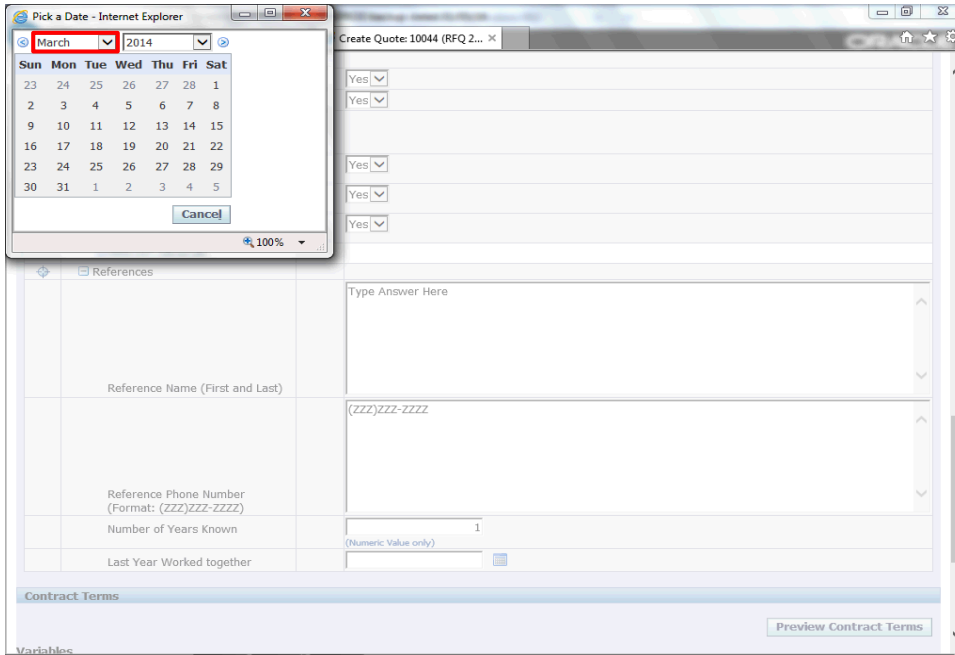 Pick a Date - Internet Explorer
March 2014
Sun Mon Tue Wed Thu Fri Sat
23 24 25 26 27 28 1
2 3 4 5 6 7 8
9 10 11 12 13 14 15
16 17 18 19 20 21 22
23 24 25 26 27 28 29
30 31 1 2 3 4 5
Cancel
100%
Create Quote: 10044 (RFQ 2...
Yes
Yes
Yes
Yes
Yes
References
Type Answer Here
Reference Name (First and Last)
(ZZZ)ZZZ-ZZZZ
Reference Phone Number
(Format: (ZZZ)ZZZ-ZZZZ)
Number of Years Known
1
(Numeric Value only)
Last Year Worked together
Contract Terms
Preview Contract Terms
Variables